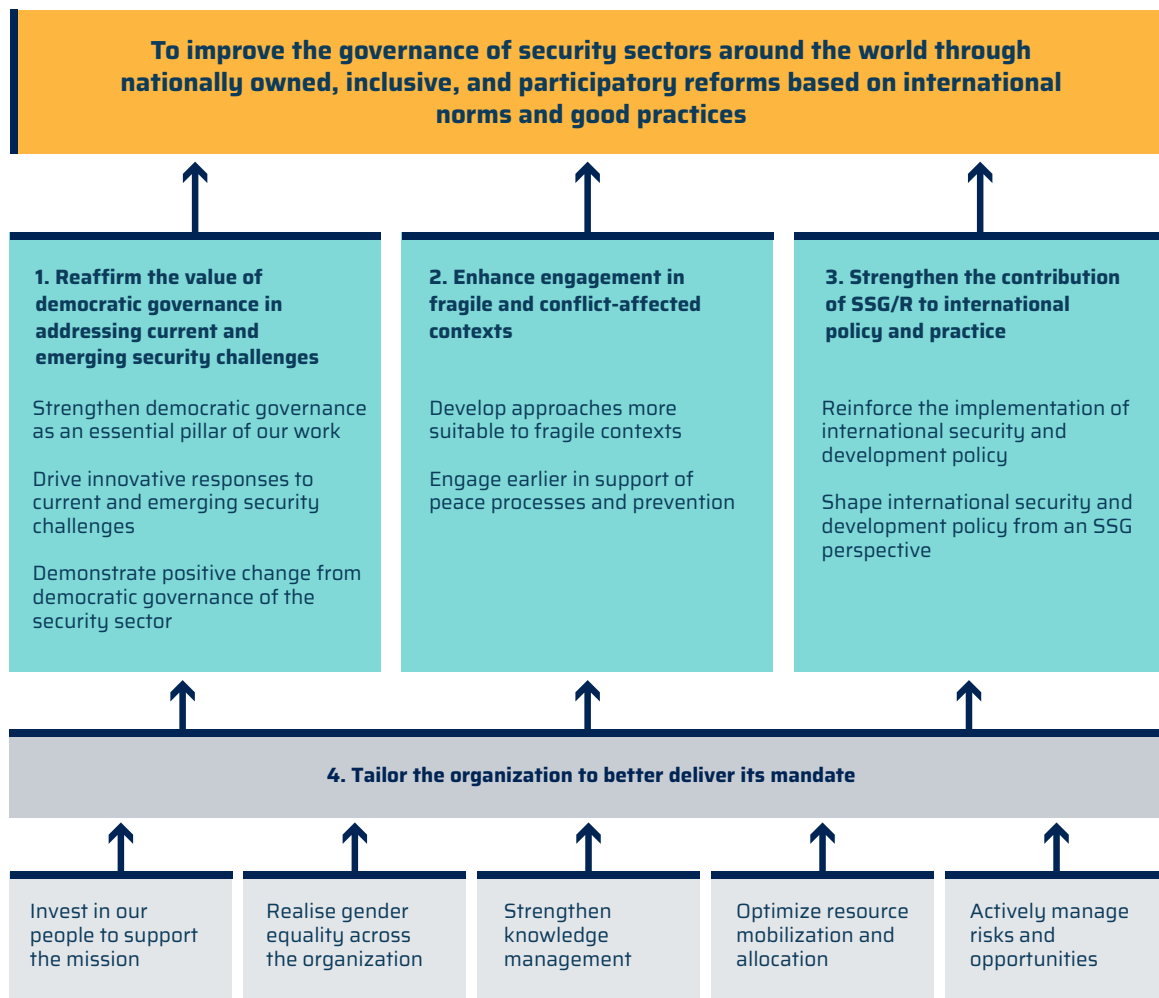 To improve the governance of security sectors around the world through
nationally owned, inclusive, and participatory reforms based on international
norms and good practices
1. Reaffirm the value of
democratic governance in
addressing current and
emerging security challenges
Strengthen democratic governance
as an essential pillar of our work
Drive innovative responses to
current and emerging security
challenges
Demonstrate positive change from
democratic governance of the
security sector
2. Enhance engagement in
fragile and conflict-affected
contexts
Develop approaches more
suitable to fragile contexts
Engage earlier in support of
peace processes and prevention
3. Strengthen the contribution
of SSG/R to international
policy and practice
Reinforce the implementation of
international security and
development policy
Shape international security and
development policy from an SSG
perspective
4. Tailor the organization to better deliver its mandate
Invest in our
people to support
the mission
Realise gender
equality across
the organization
Strengthen
knowledge
management
Optimize resource
mobilization and
allocation
Actively manage
risks and
opportunities